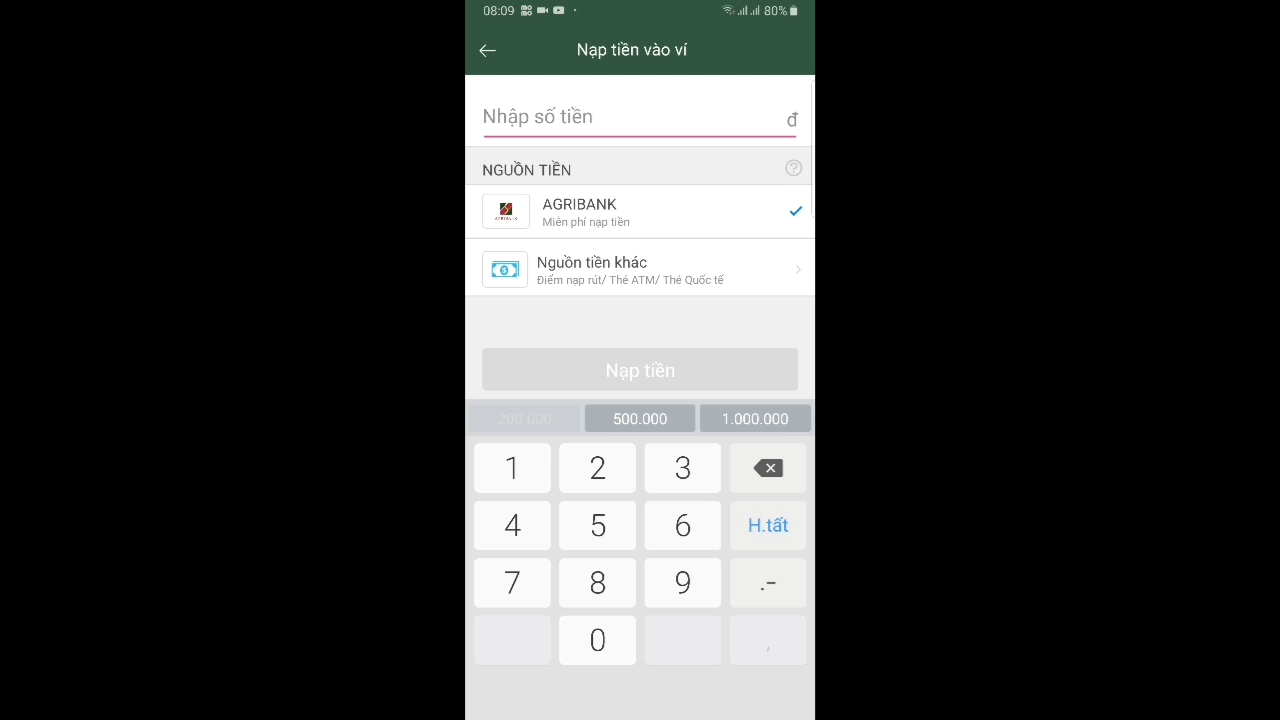 08:09
80%
Nạp tiền vào ví
Nhập số tiền
đ
NGUỒN TIỀN
?
AGRIBANK
AGRIBANK
Miên phí nạp tiền
Nguồn tiền khác
Điểm nạp rút/ Thẻ ATM/ Thẻ Quốc tế
Nạp tiền
200.000 500.000 1.000.000
1 2 3
4 5 6 H.tất
7 8 9 .-
0 ,